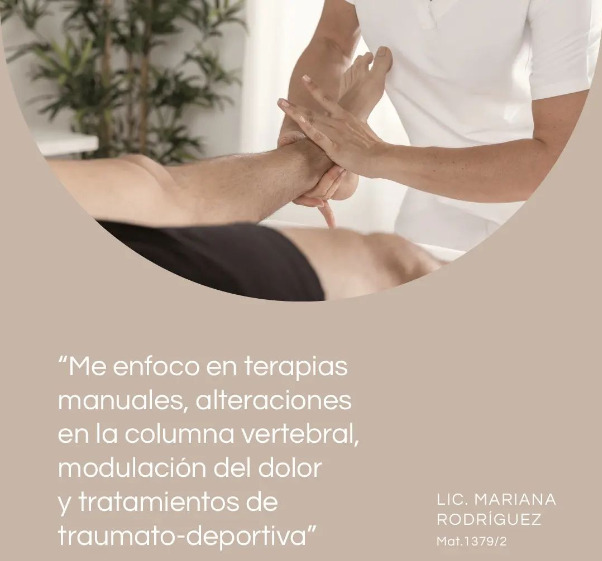 “Me enfoco en terapias
manuales, alteraciones
en la columna vertebral,
modulación del dolor
y tratamientos de
traumato-deportiva”
LIC. MARIANA
RODRÍGUEZ
Mat.1379/2